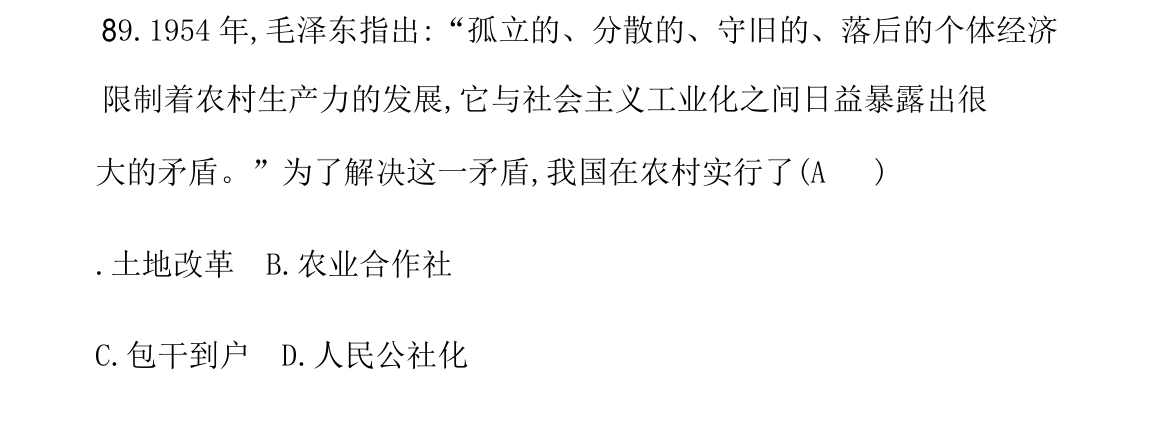 89.1954年,毛泽东指出:“孤立的、分散的、守旧的、落后的个体经济
限制着农村生产力的发展,它与社会主义工业化之间日益暴露出很
大的矛盾。”为了解决这一矛盾,我国在农村实行了(A   )
.土地改革  B.农业合作社
C.包干到户  D.人民公社化